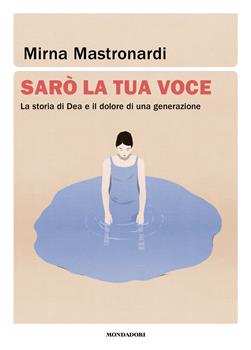 Mirna Mastronardi
SARÒ LA TUA VOCE
La storia di Dea e il dolore di una generazione
MONDADORI